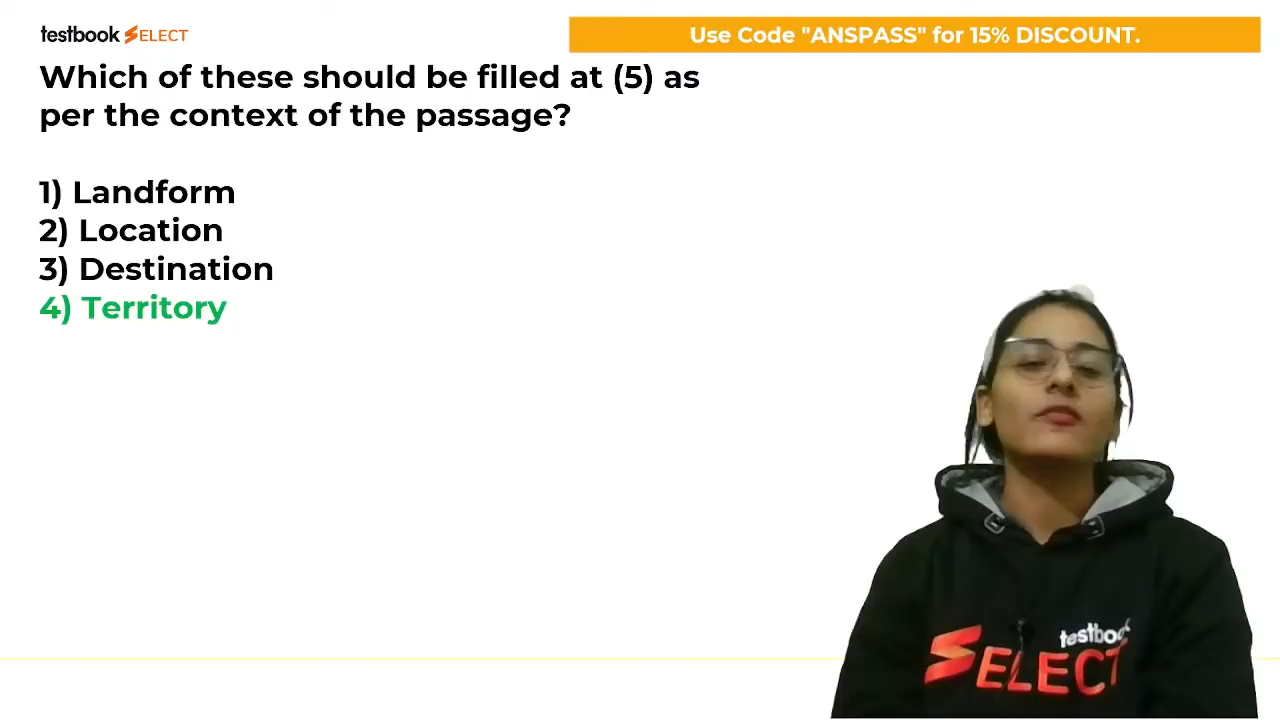 testbook SELECT
Use Code "ANSPASS" for 15% DISCOUNT.
Which of these should be filled at (5) as
per the context of the passage?
1) Landform
2) Location
3) Destination
4) Territory
testbook
SELECT